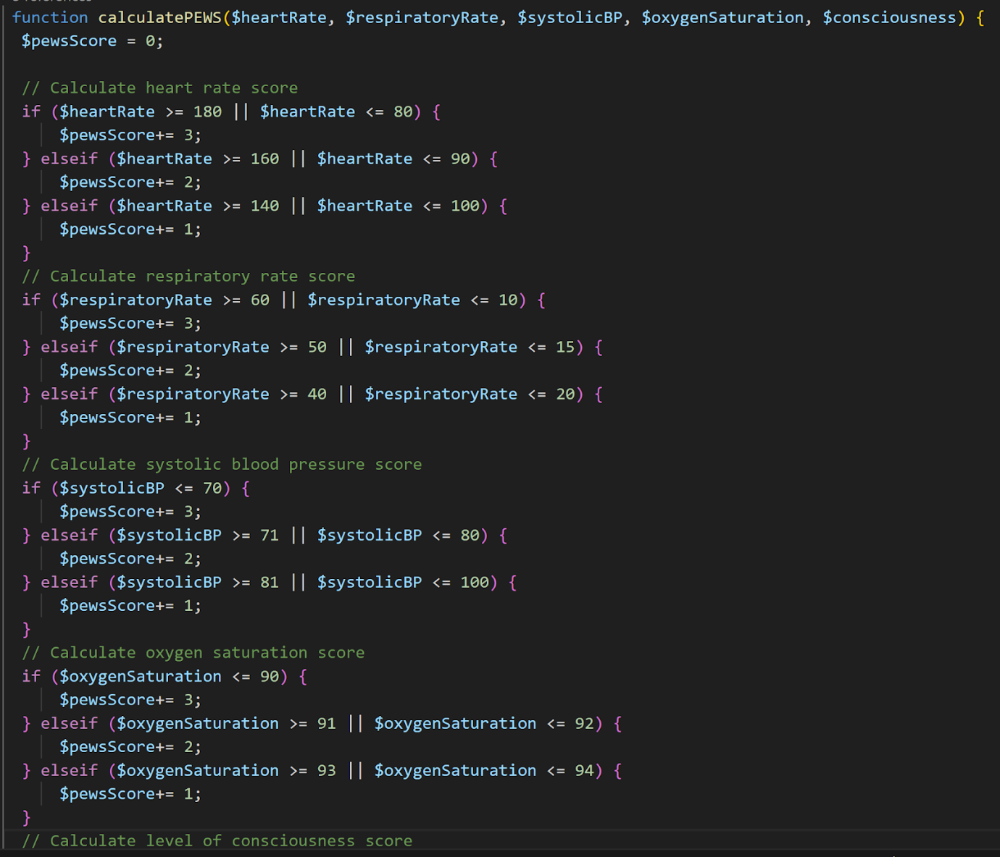 function calculatePEWS($heartRate, $respiratoryRate, $systolicBP, $oxygenSaturation, $consciousness) {
$pewsScore = 0;
// Calculate heart rate score
if ($heartRate >= 180 || $heartRate <= 80) {
$pewsScore+= 3;
} elseif ($heartRate >= 160 || $heartRate <= 90) {
$pewsScore+= 2;
} elseif ($heartRate >= 140 || $heartRate <= 100) {
$pewsScore+= 1;
}
// Calculate respiratory rate score
if ($respiratoryRate >= 60 || $respiratoryRate <= 10) {
$pewsScore+= 3;
} elseif ($respiratoryRate >= 50 || $respiratoryRate <= 15) {
$pewsScore+= 2;
} elseif ($respiratoryRate >= 40 || $respiratoryRate <= 20) {
$pewsScore+= 1;
}
// Calculate systolic blood pressure score
if ($systolicBP <= 70) {
$pewsScore+= 3;
} elseif ($systolicBP >= 71 || $systolicBP <= 80) {
$pewsScore+= 2;
} elseif ($systolicBP >= 81 || $systolicBP <= 100) {
$pewsScore+= 1;
}
// Calculate oxygen saturation score
if ($oxygenSaturation <= 90) {
$pewsScore+= 3;
} elseif ($oxygenSaturation >= 91 || $oxygenSaturation <= 92) {
$pewsScore+= 2;
} elseif ($oxygenSaturation >= 93 || $oxygenSaturation <= 94) {
$pewsScore+= 1;
}
// Calculate level of consciousness score